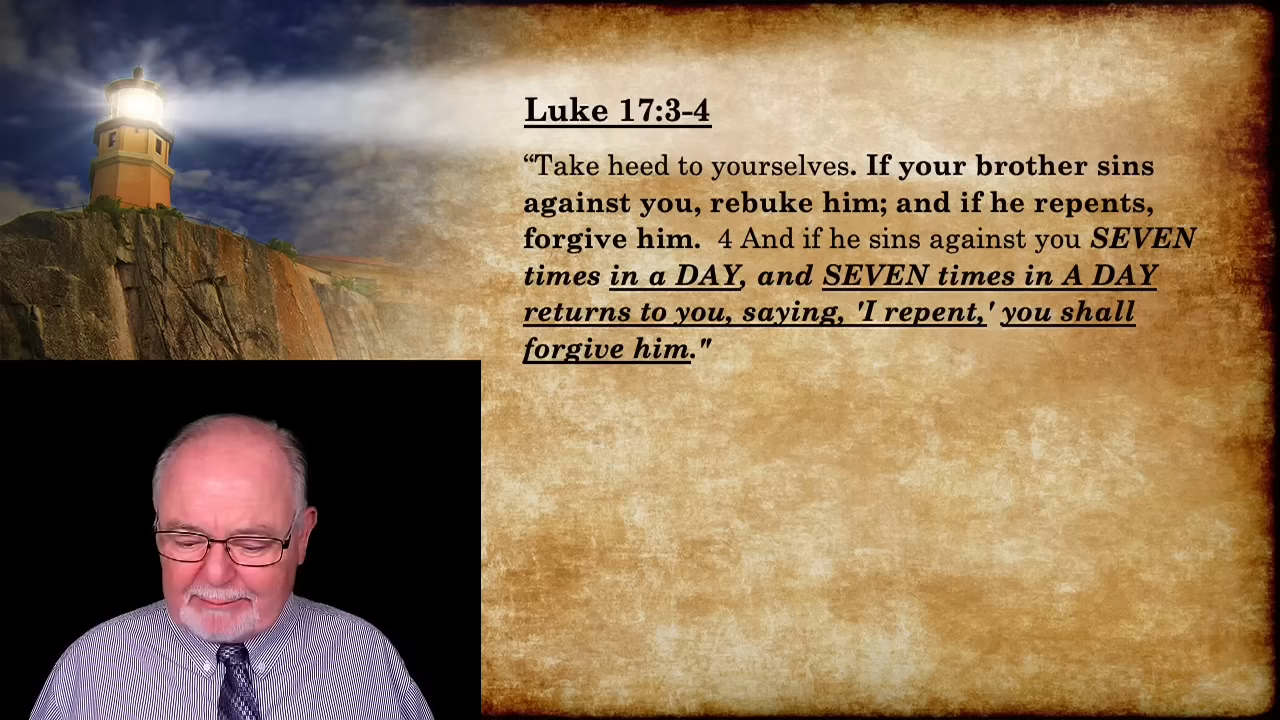 Luke 17:3-4
“Take heed to yourselves. If your brother sins
against you, rebuke him; and if he repents,
forgive him.  4 And if he sins against you SEVEN
times in a DAY, and SEVEN times in A DAY
returns to you, saying, 'I repent,' you shall
forgive him."